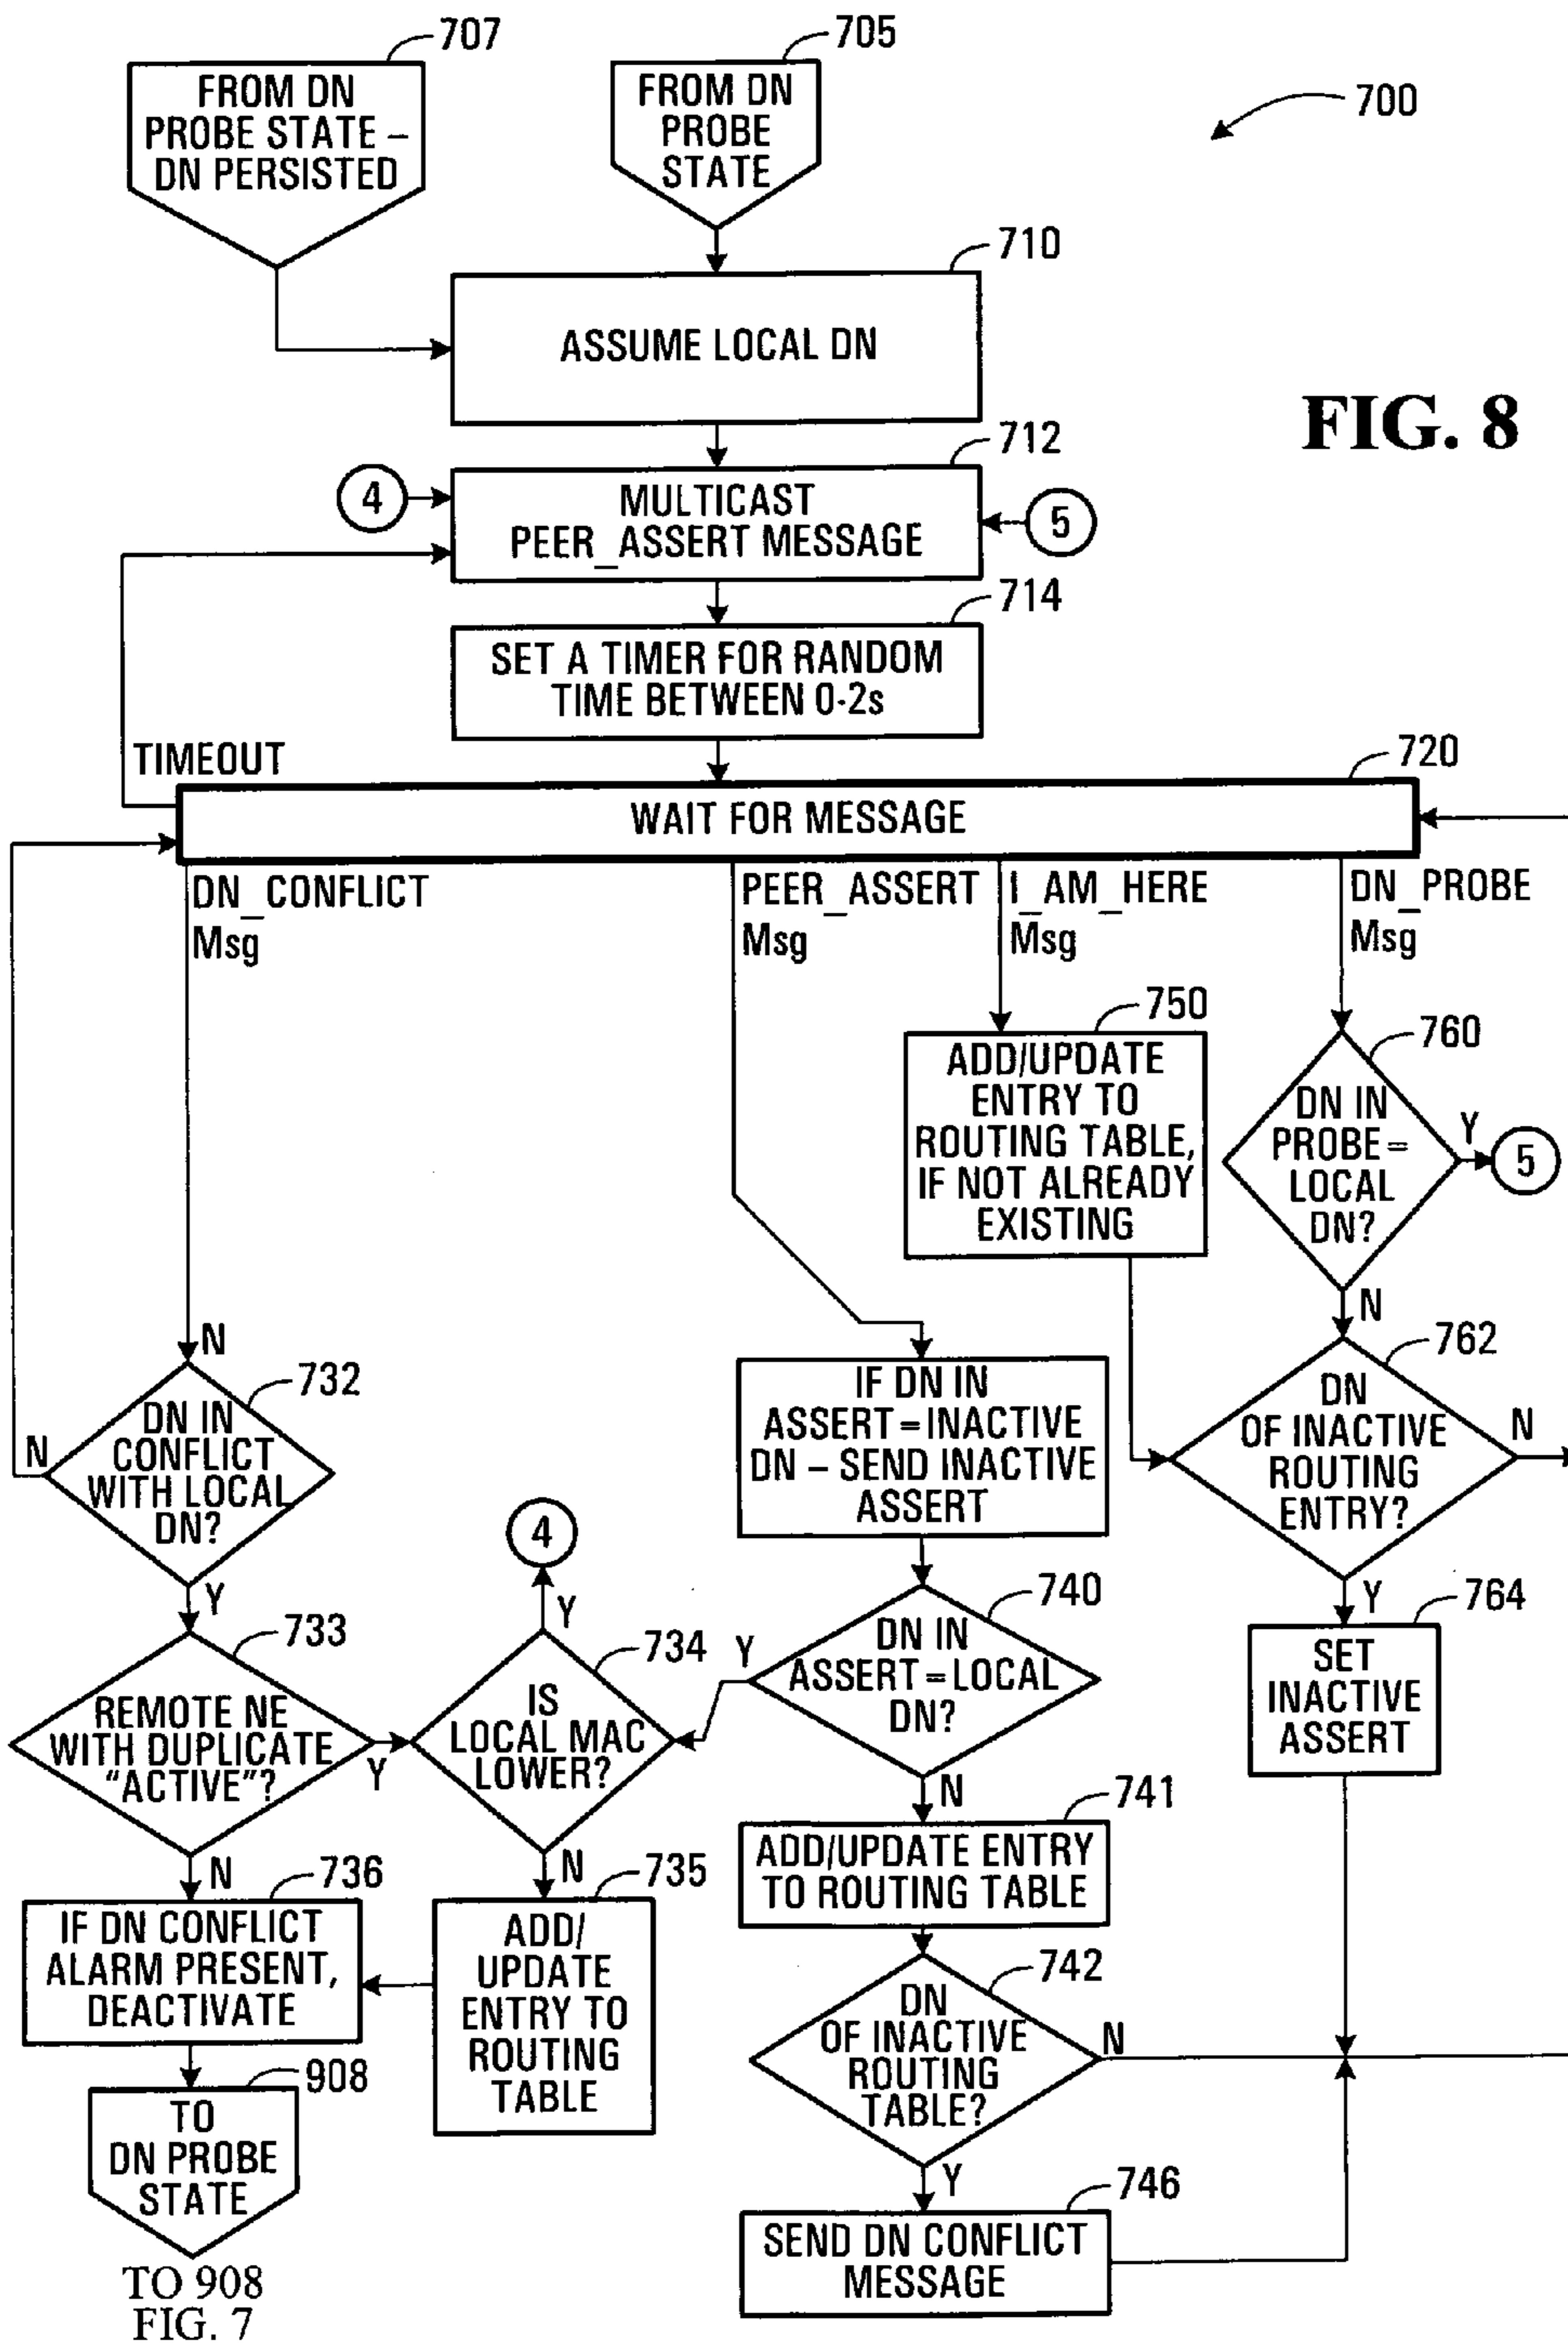 707
705
FROM DN
PROBE STATE –
DN PERSISTED
FROM DN
PROBE
STATE
700
710
ASSUME LOCAL DN
FIG. 8
712
4
MULTICAST
PEER_ASSERT MESSAGE
5
714
SET A TIMER FOR RANDOM
TIME BETWEEN 0-2s
TIMEOUT
720
WAIT FOR MESSAGE
DN_CONFLICT
Msg
PEER_ASSERT
Msg
I_AM_HERE
Msg
DN_PROBE
Msg
750
ADD/UPDATE
ENTRY TO
ROUTING TABLE,
IF NOT ALREADY
EXISTING
760
DN IN
PROBE =
LOCAL
DN?
Y
5
N
N
732
DN IN
CONFLICT
WITH LOCAL
DN?
N
Y
IF DN IN
ASSERT = INACTIVE
DN – SEND INACTIVE
ASSERT
762
DN
OF INACTIVE
ROUTING
ENTRY?
N
Y
4
Y
733
REMOTE NE
WITH DUPLICATE
"ACTIVE"?
Y
N
734
IS
LOCAL MAC
LOWER?
N
740
Y
DN IN
ASSERT = LOCAL
DN?
N
764
SET
INACTIVE
ASSERT
736
IF DN CONFLICT
ALARM PRESENT,
DEACTIVATE
735
ADD/
UPDATE
ENTRY TO
ROUTING
TABLE
741
ADD/UPDATE ENTRY
TO ROUTING TABLE
742
DN
OF INACTIVE
ROUTING
TABLE?
N
Y
908
TO
DN PROBE
STATE
746
SEND DN CONFLICT
MESSAGE
TO 908
FIG. 7